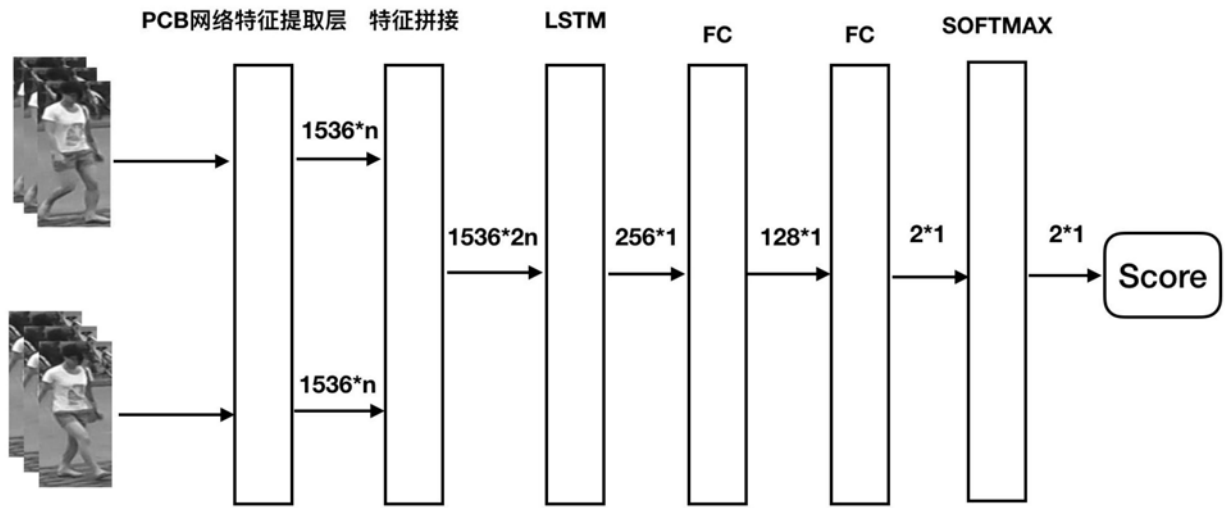 PCB网络特征提取层
特征拼接
LSTM
FC
FC
SOFTMAX
1536*n
1536*2n
256*1
128*1
2*1
2*1
Score
1536*n